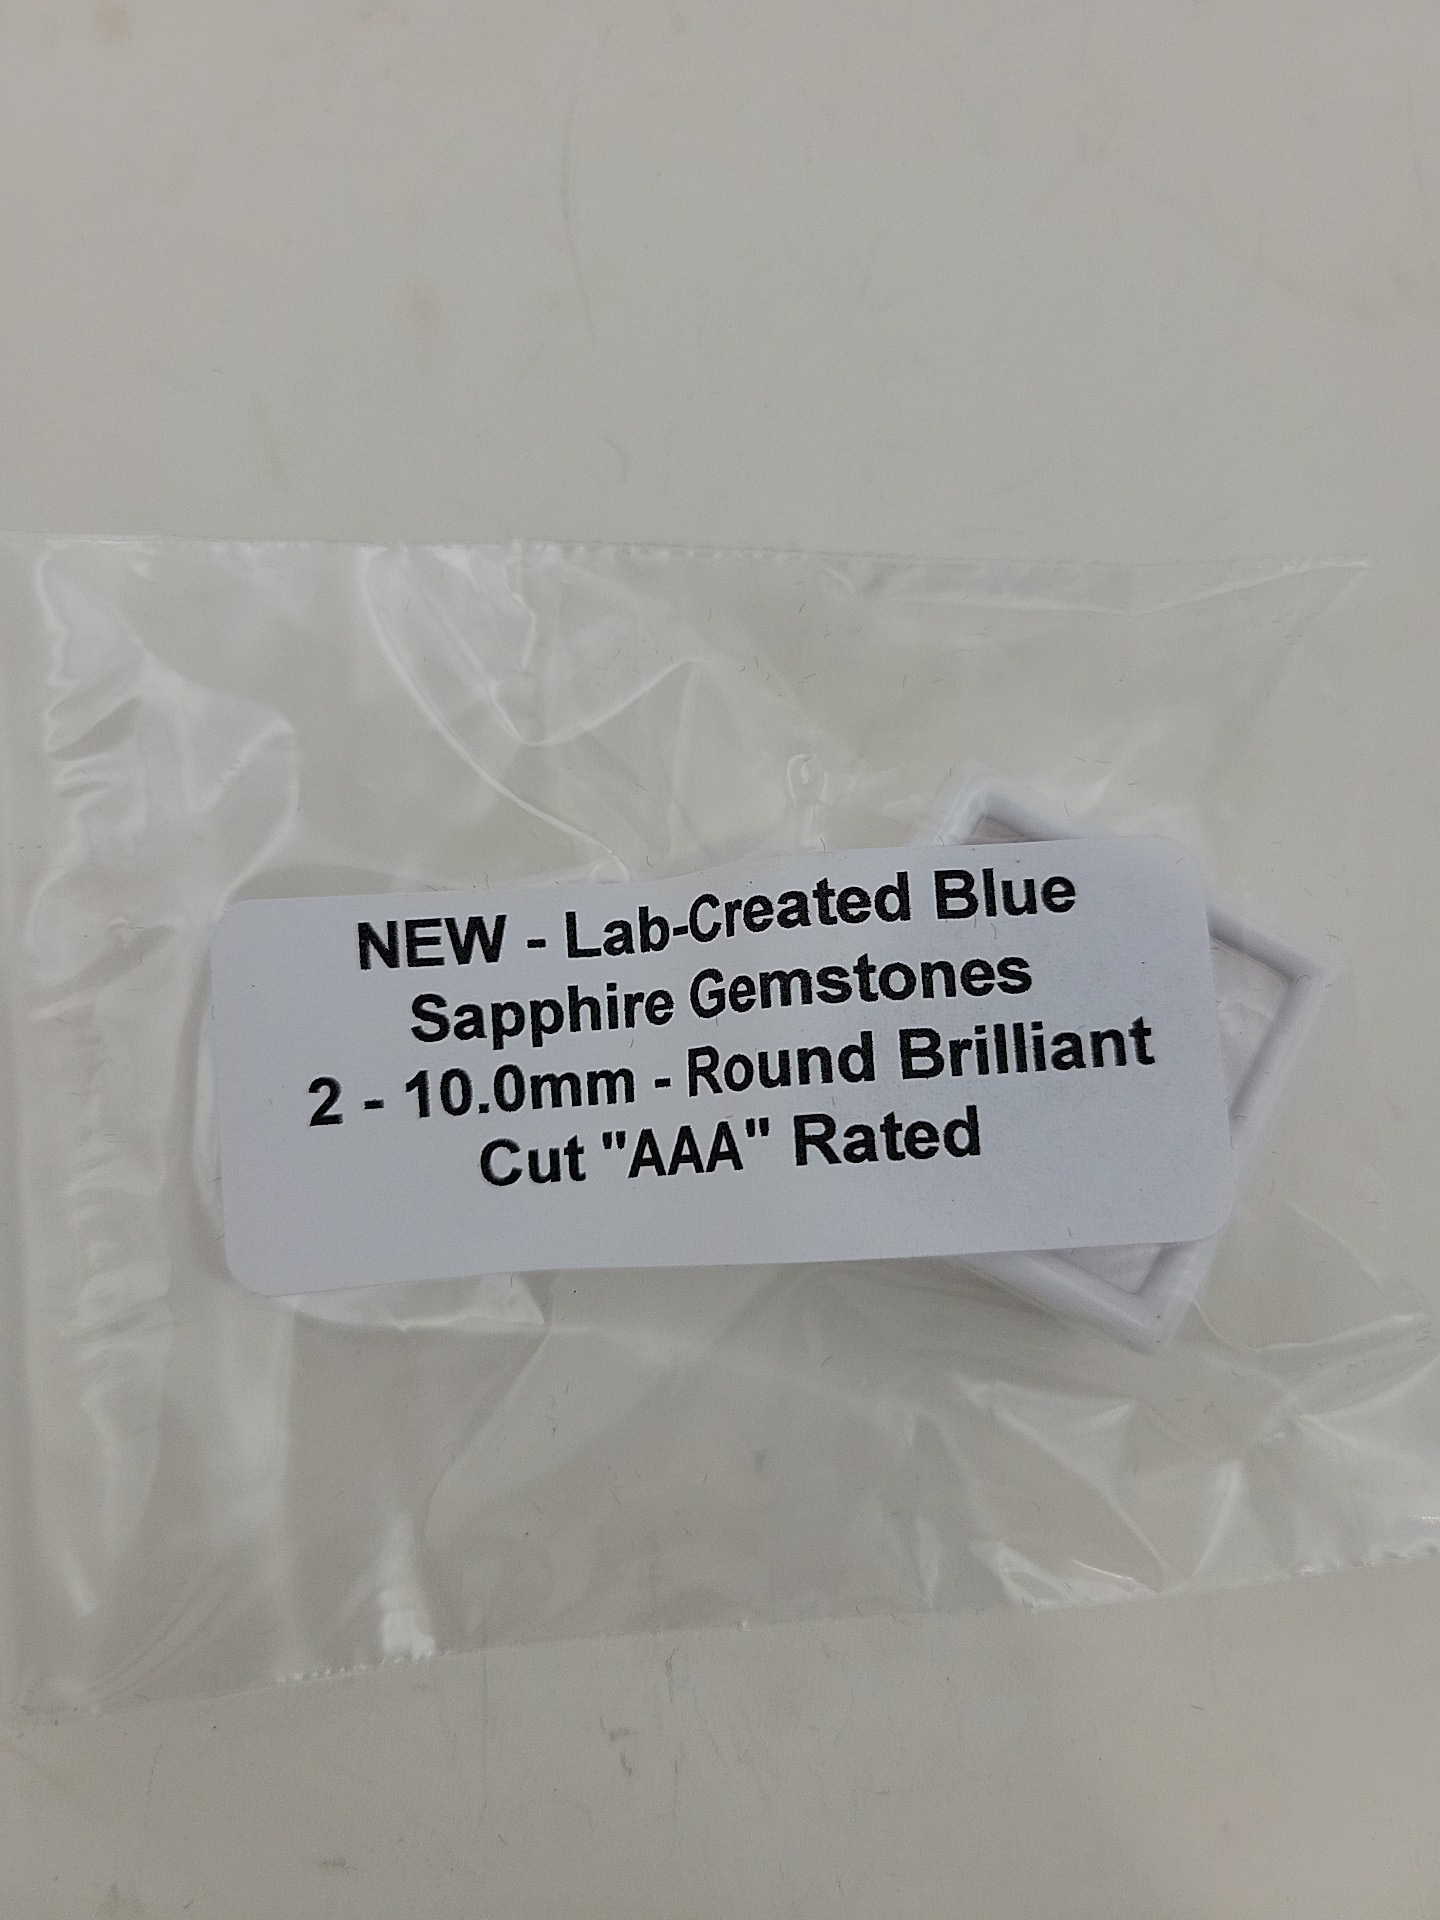 NEW - Lab-Created Blue
Sapphire Gemstones
2 - 10.0mm - Round Brilliant
Cut "AAA" Rated